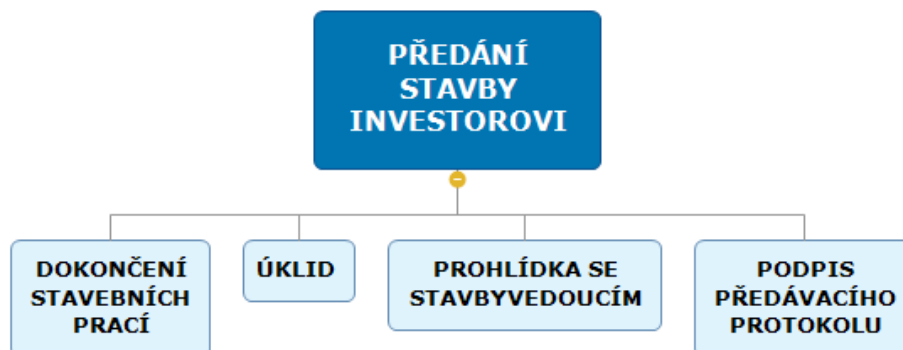 PŘEDÁNÍ
STAVBY
INVESTOROVI
DOKONČENÍ
STAVEBNÍCH
PRACÍ
ÚKLID
PROHLÍDKA SE
STAVBYVEDOUCÍM
PODPIS
PŘEDÁVACÍHO
PROTOKOLU